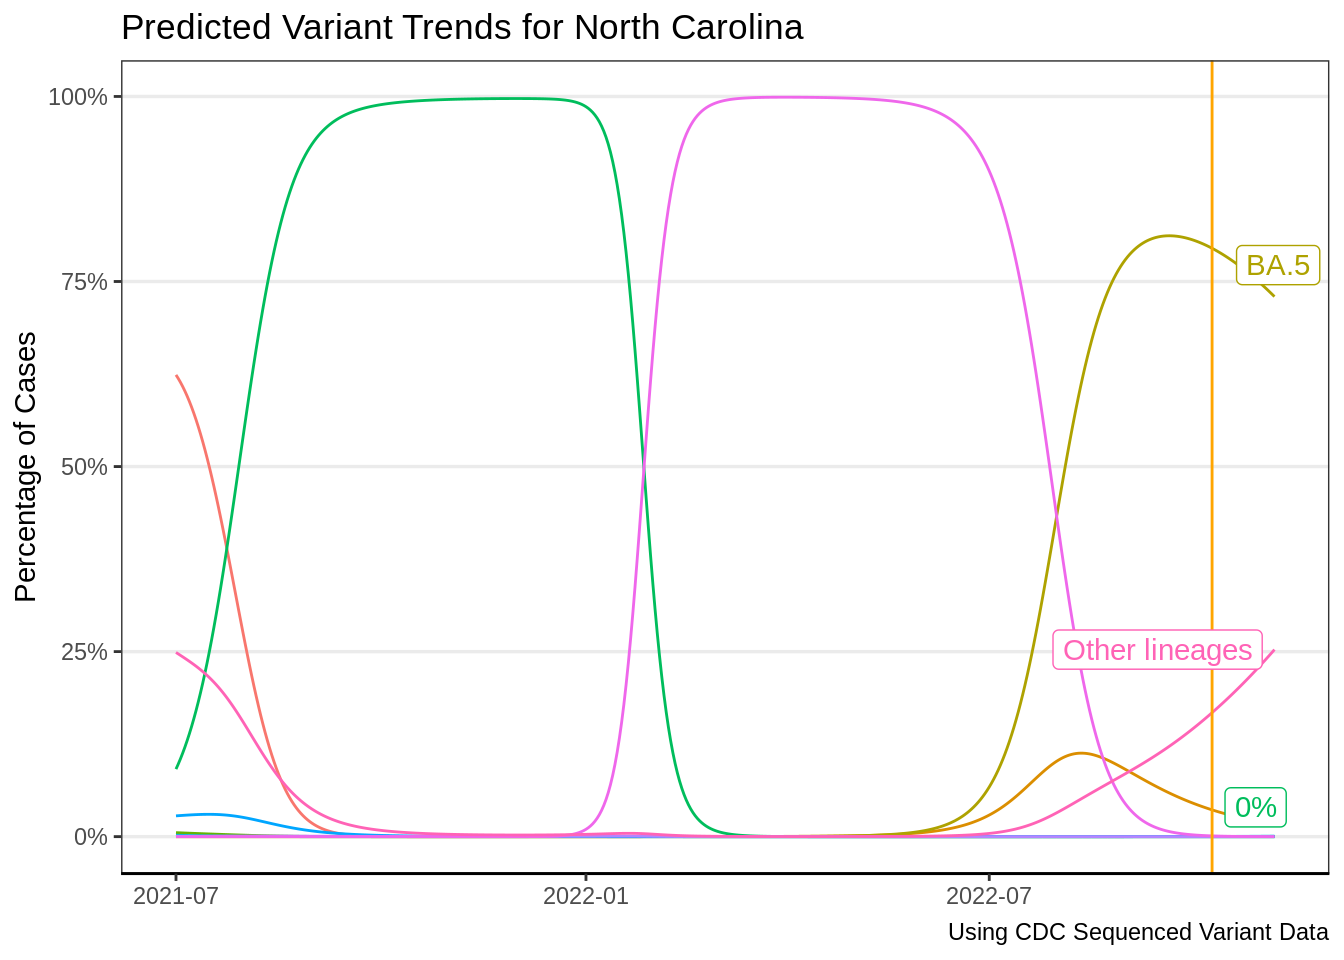 Predicted Variant Trends for North Carolina
Percentage of Cases
100%
75%
50%
25%
0%
BA.5
Other lineages
0%
2021-07
2022-01
2022-07
Using CDC Sequenced Variant Data